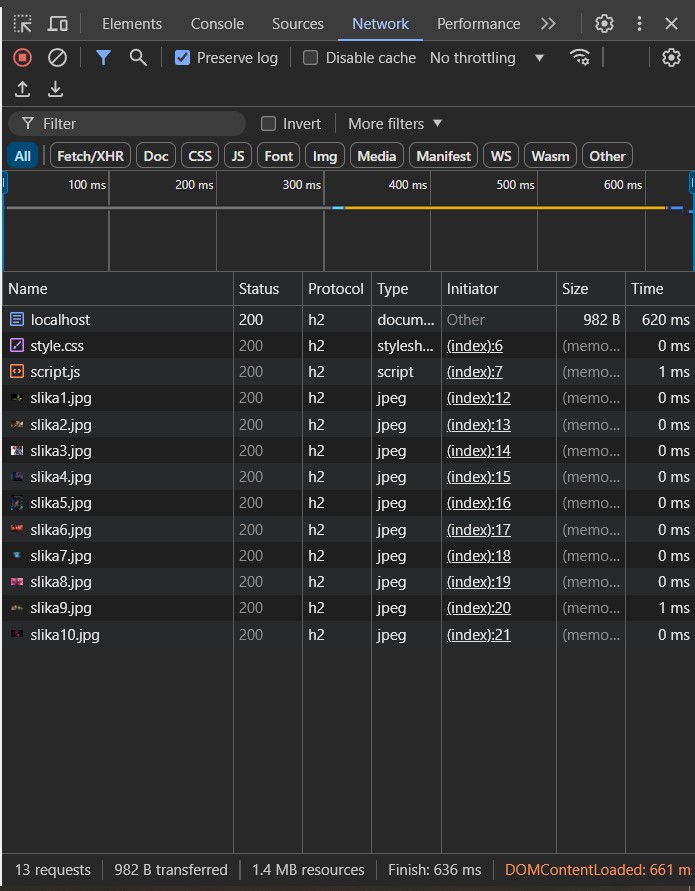 Elements Console Sources Network Performance
Preserve log Disable cache No throttling
Filter Invert More filters
All Fetch/XHR Doc CSS JS Font Img Media Manifest WS Wasm Other
100 ms 200 ms 300 ms 400 ms 500 ms 600 ms
Name Status Protocol Type Initiator Size Time
localhost 200 h2 docum... Other 982 B 620 ms
style.css 200 h2 stylesh... (index):6 (memo... 0 ms
script.js 200 h2 script (index):7 (memo... 1 ms
slika1.jpg 200 h2 jpeg (index):12 (memo... 0 ms
slika2.jpg 200 h2 jpeg (index):13 (memo... 0 ms
slika3.jpg 200 h2 jpeg (index):14 (memo... 0 ms
slika4.jpg 200 h2 jpeg (index):15 (memo... 0 ms
slika5.jpg 200 h2 jpeg (index):16 (memo... 0 ms
slika6.jpg 200 h2 jpeg (index):17 (memo... 0 ms
slika7.jpg 200 h2 jpeg (index):18 (memo... 0 ms
slika8.jpg 200 h2 jpeg (index):19 (memo... 0 ms
slika9.jpg 200 h2 jpeg (index):20 (memo... 1 ms
slika10.jpg 200 h2 jpeg (index):21 (memo... 0 ms
13 requests 982 B transferred 1.4 MB resources Finish: 636 ms DOMContentLoaded: 661 m